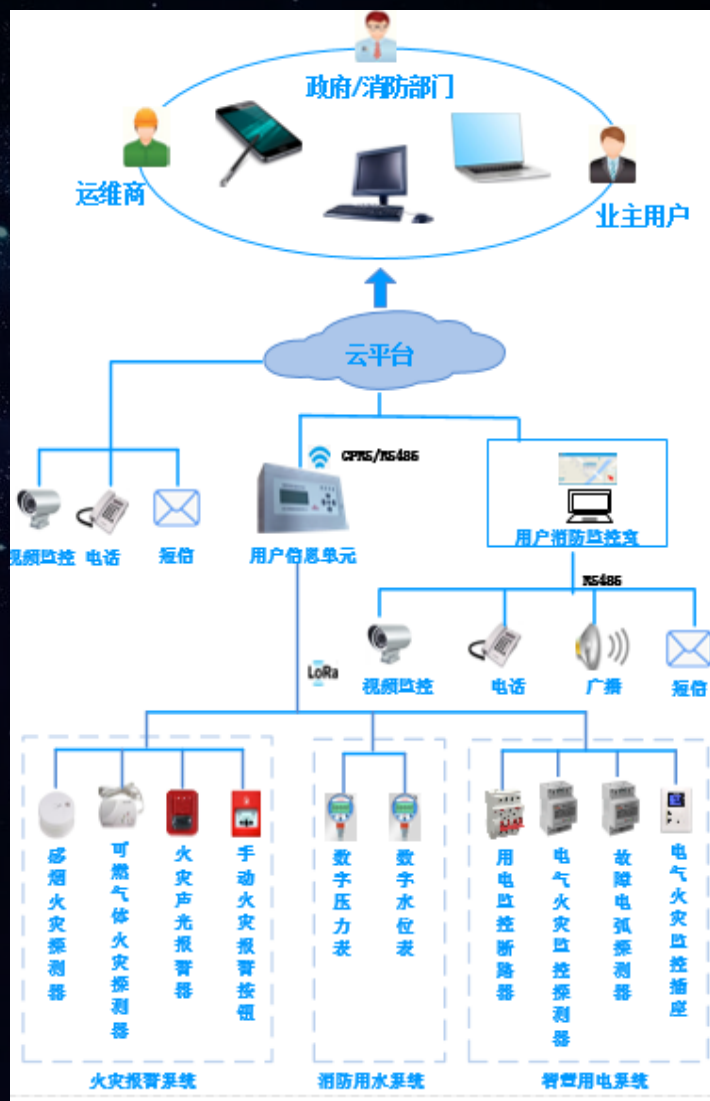 政府/消防部门
运维商
业主用户
云平台
GPRS/RS485
视频监控
电话
短信
用户信息单元
用户消防监控室
RS485
LoRa
视频监控
电话
广播
短信
感烟火灾探测器
可燃气体火灾探测器
火灾声光报警器
手动火灾报警按钮
数字压力表
数字水位表
用电监控断路器
电气火灾监控探测器
故障电弧探测器
电气火灾监控插座
火灾报警系统
消防用水系统
智慧用电系统